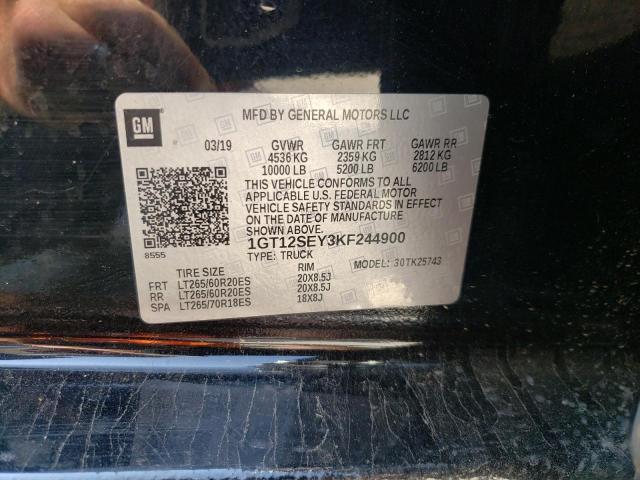 GM
MFD BY GENERAL MOTORS LLC
03/19 GVWR GAWR FRT GAWR RR
4536 KG 2359 KG 2812 KG
10000 LB 5200 LB 6200 LB
THIS VEHICLE CONFORMS TO ALL
APPLICABLE U.S. FEDERAL MOTOR
VEHICLE SAFETY STANDARDS IN EFFECT
ON THE DATE OF MANUFACTURE
SHOWN ABOVE.
8555 1GT12SEY3KF244900
TYPE: TRUCK MODEL: 30TK25743
TIRE SIZE RIM
FRT LT265/60R20ES 20X8.5J
RR LT265/60R20ES 20X8.5J
SPA LT265/70R18ES 18X8J